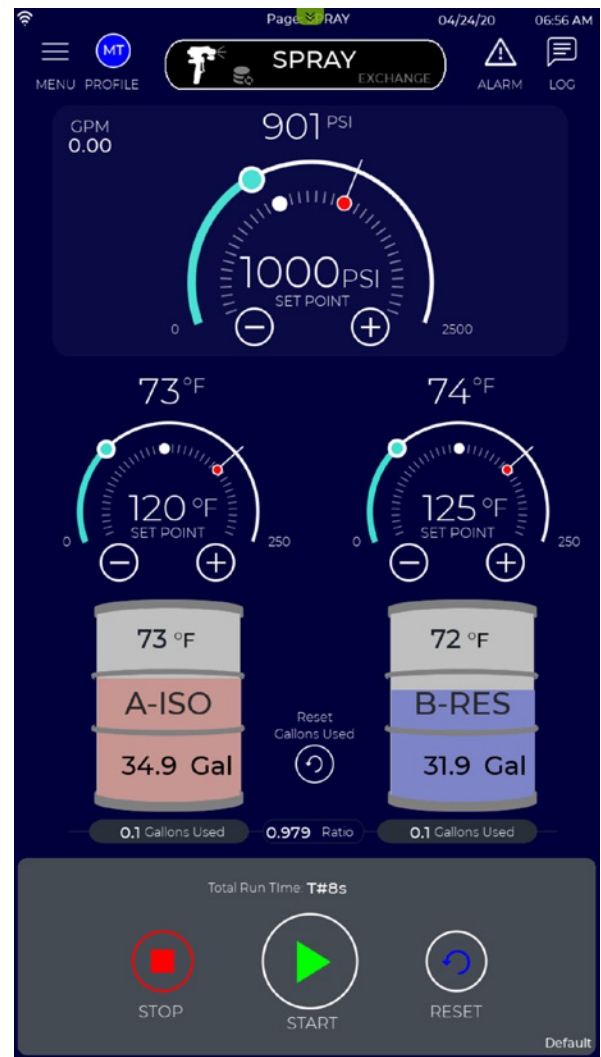 Page SPRAY 04/24/20 06:56 AM
MT
SPRAY
EXCHANGE
MENU PROFILE ALARM LOG
GPM
0.00
901 PSI
1000 PSI
SET POINT
0 2500
73 °F 74 °F
120 °F 125 °F
SET POINT SET POINT
0 250 0 250
73 °F 72 °F
A-ISO B-RES
Reset
Gallons Used
34.9 Gal 31.9 Gal
0.1 Gallons Used 0.979 Ratio 0.1 Gallons Used
Total Run TIme: T#8s
STOP START RESET
Default